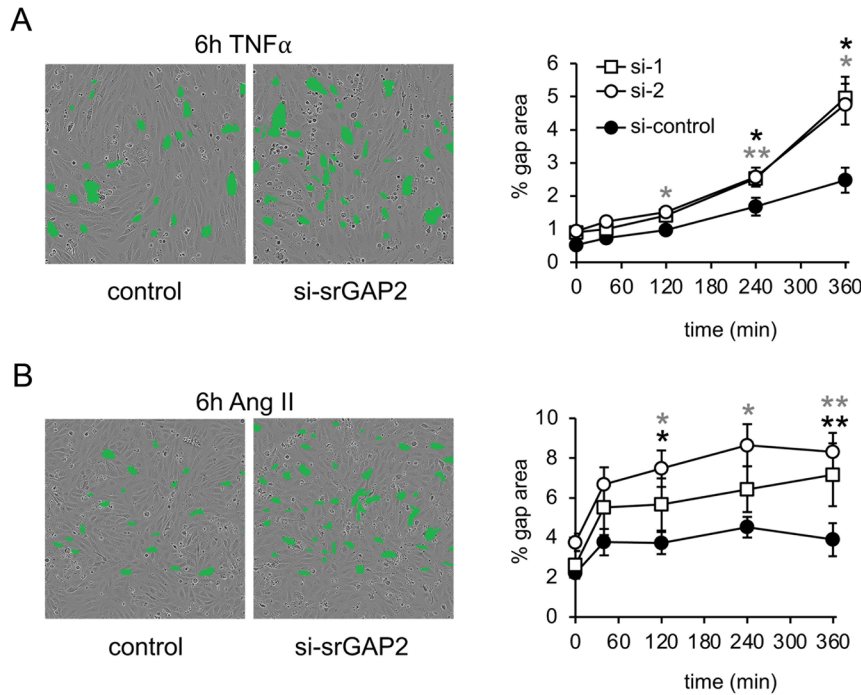 A
6h TNFα
control
si-srGAP2
% gap area
6
5
4
3
2
1
0
si-1
si-2
si-control
*
*
*
**
*
0 60 120 180 240 300 360
time (min)
B
6h Ang II
control
si-srGAP2
% gap area
10
8
6
4
2
0
*
*
*
**
**
0 60 120 180 240 300 360
time (min)